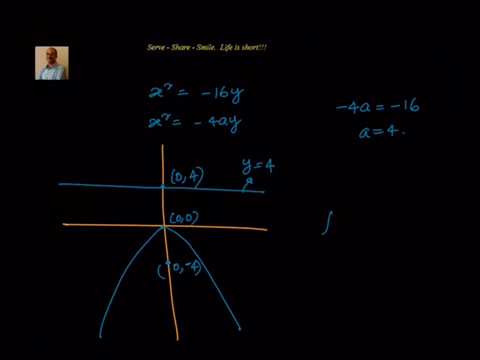 Serve - Share - Smile. Life is short!!!
x² = -16y
x² = -4ay
-4a = -16
a = 4.
y = 4
(0, 4)
(0,0)
(0, -4)